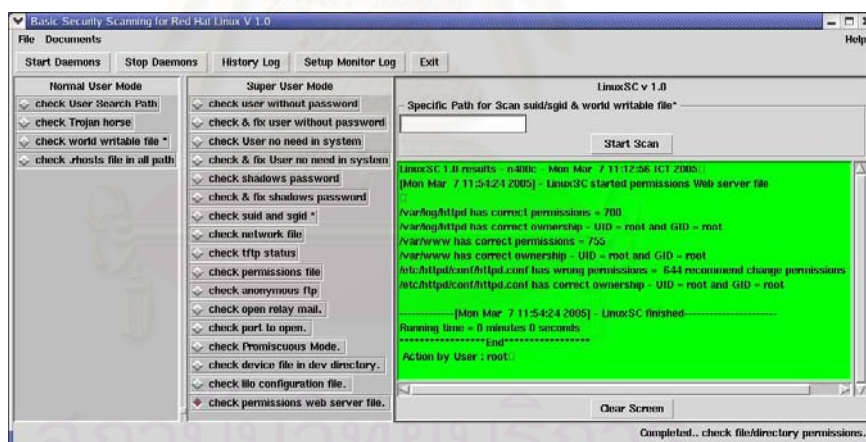 Basic Security Scanning for Red Hat Linux V 1.0
File Documents Help
Start Daemons Stop Daemons History Log Setup Monitor Log Exit
Normal User Mode
check User Search Path
check Trojan horse
check world writable file *
check .rhosts file in all path
Super User Mode
check user without password
check & fix user without password
check User no need in system
check & fix User no need in system
check shadows password
check & fix shadows password
check suid and sgid *
check network file
check tftp status
check permissions file
check anonymous ftp
check open relay mail.
check port to open.
check Promiscuous Mode.
check device file in dev directory.
check lilo configuration file.
check permissions web server file.
LinuxSC v 1.0
Specific Path for Scan suid/sgid & world writable file*
Start Scan
LinuxSC 1.0 results - n400c - Mon Mar 7 11:12:56 ICT 2005
[Mon Mar 7 11:54:24 2005] - LinuxSC started permissions Web server file
/var/log/httpd has correct permissions = 700
/var/log/httpd has correct ownership - UID = root and GID = root
/var/www has correct permissions = 755
/var/www has correct ownership - UID = root and GID = root
/etc/httpd/conf/httpd.conf has wrong permissions = 644 recommend change permissions
/etc/httpd/conf/httpd.conf has correct ownership - UID = root and GID = root
--------------[Mon Mar 7 11:54:24 2005] - LinuxSC finished-----------------------
Running time = 0 minutes 0 seconds
******************End******************
Action by User : root
Clear Screen
Completed.. check file/directory permissions.